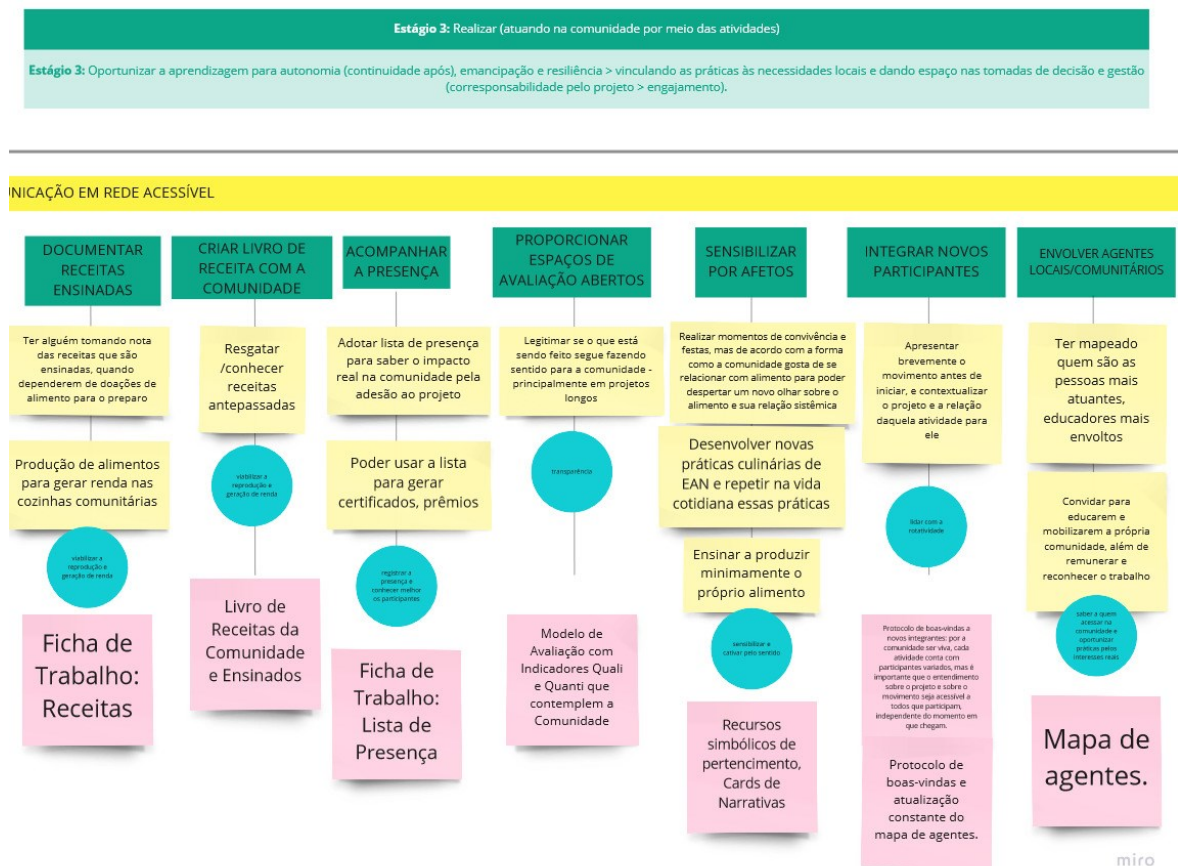 Estágio 3: Realizar (atuando na comunidade por meio das atividades)
Estágio 3: Oportunizar a aprendizagem para autonomia (continuidade após), emancipação e resiliência > vinculando as práticas às necessidades locais e dando espaço nas tomadas de decisão e gestão
(corresponsabilidade pelo projeto > engajamento).
UNICAÇÃO EM REDE ACESSÍVEL
DOCUMENTAR
RECEITAS
ENSINADAS
Ter alguém tomando nota
das receitas que são
ensinadas, quando
dependerem de doações de
alimento para o preparo
Produção de alimentos
para gerar renda nas
cozinhas comunitárias
viabilizar a
reprodução e
geração de renda
Ficha de
Trabalho:
Receitas
CRIAR LIVRO DE
RECEITA COM A
COMUNIDADE
Resgatar
/conhecer
receitas
antepassadas
viabilizar a
reprodução e
geração de renda
Livro de
Receitas da
Comunidade
e Ensinados
ACOMPANHAR
A PRESENÇA
Adotar lista de presença
para saber o impacto
real na comunidade pela
adesão ao projeto
Poder usar a lista
para gerar
certificados, prêmios
registrar a
presença e
conhecer melhor
os participantes
Ficha de
Trabalho:
Lista de
Presença
PROPORCIONAR
ESPAÇOS DE
AVALIAÇÃO ABERTOS
Legitimar se o que está
sendo feito segue fazendo
sentido para a comunidade -
principalmente em projetos
longos
transparência
Modelo de
Avaliação com
Indicadores Quali
e Quanti que
contemplem a
Comunidade
SENSIBILIZAR
POR AFETOS
Realizar momentos de convivência e
festas, mas de acordo com a forma
como a comunidade gosta de se
relacionar com alimento para poder
despertar um novo olhar sobre o
alimento e sua relação sistêmica
Desenvolver novas
práticas culinárias de
EAN e repetir na vida
cotidiana essas práticas
Ensinar a produzir
minimamente o
próprio alimento
sensibilizar e
cativar pelo sentido
Recursos
simbólicos de
pertencimento,
Cards de
Narrativas
INTEGRAR NOVOS
PARTICIPANTES
Apresentar
brevemente o
movimento antes de
iniciar, e contextualizar
o projeto e a relação
daquela atividade para
ele
lidar com a
rotatividade
Protocolo de boas-vindas a
novos integrantes: por a
comunidade ser viva, cada
atividade conta com
participantes variados, mas é
importante que o entendimento
sobre o projeto e sobre o
movimento seja acessível a
todos que participam,
independente do momento em
que chegam.
Protocolo de
boas-vindas e
atualização
constante do
mapa de agentes.
ENVOLVER AGENTES
LOCAIS/COMUNITÁRIOS
Ter mapeado
quem são as
pessoas mais
atuantes,
educadores mais
envoltos
Convidar para
educarem e
mobilizarem a própria
comunidade, além de
remunerar e
reconhecer o trabalho
saber a quem
acessar na
comunidade e
oportunizar
práticas pelos
interesses reais
Mapa de
agentes.
miro